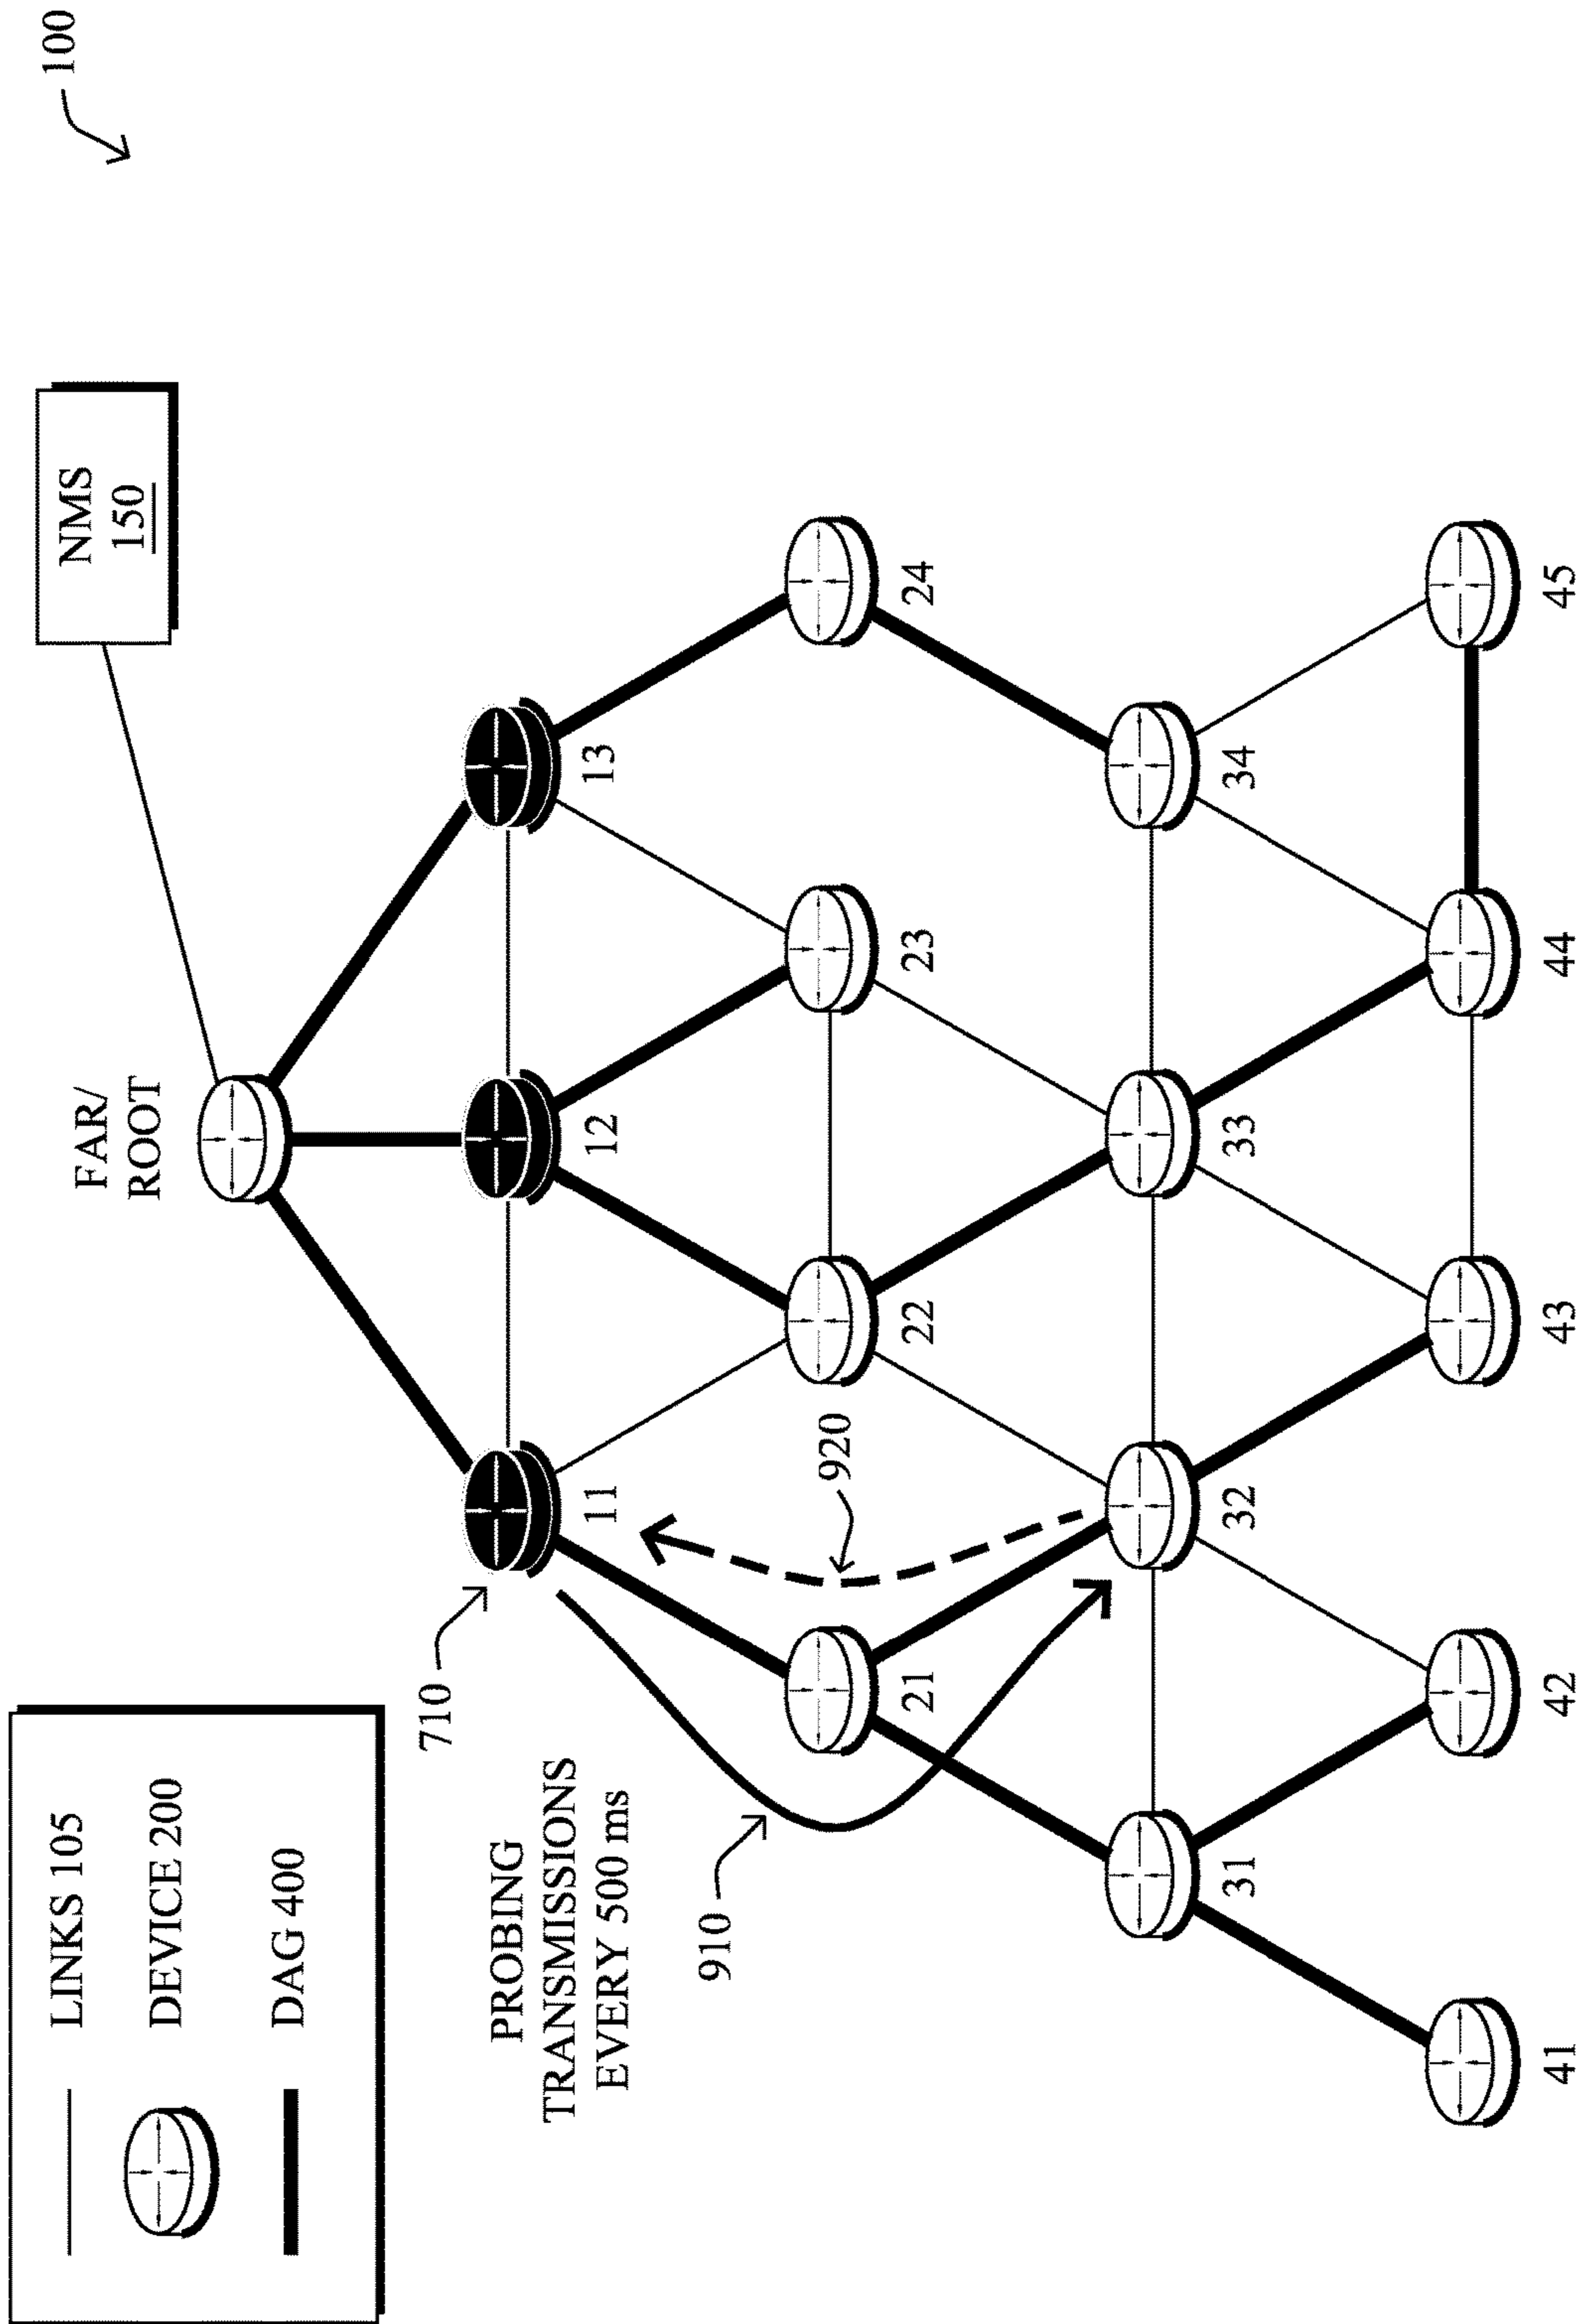 100
NMS
150
FAR/
ROOT
LINKS 105
DEVICE 200
DAG 400
710
11
12
13
PROBING
TRANSMISSIONS
EVERY 500 ms
910
920
21
22
23
24
31
32
33
34
41
42
43
44
45